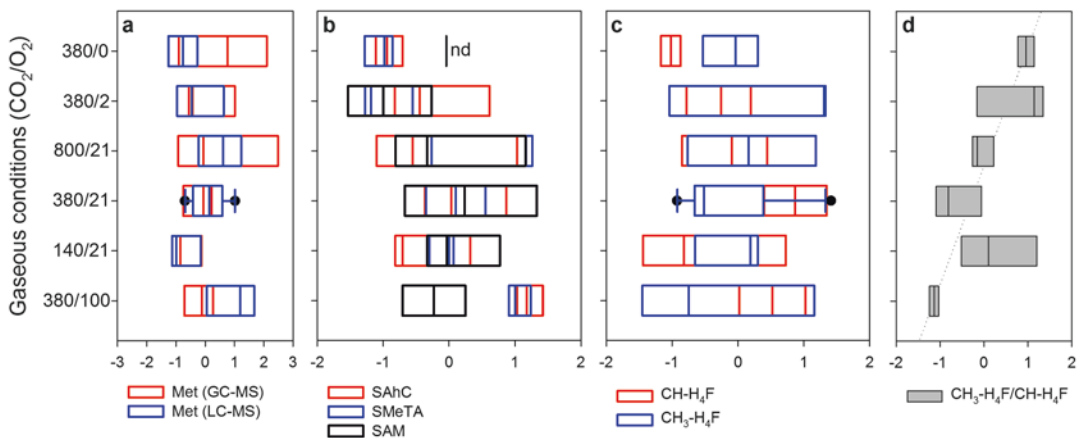 a b c d
Gaseous conditions (CO₂/O₂)
380/0
nd
380/2
800/21
380/21
140/21
380/100
-3 -2 -1 0 1 2 3
-2 -1 0 1 2
-2 -1 0 1 2
-2 -1 0 1 2
Met (GC-MS)
Met (LC-MS)
SAhC
SMeTA
SAM
CH-H₄F
CH₃-H₄F
CH₃-H₄F/CH-H₄F